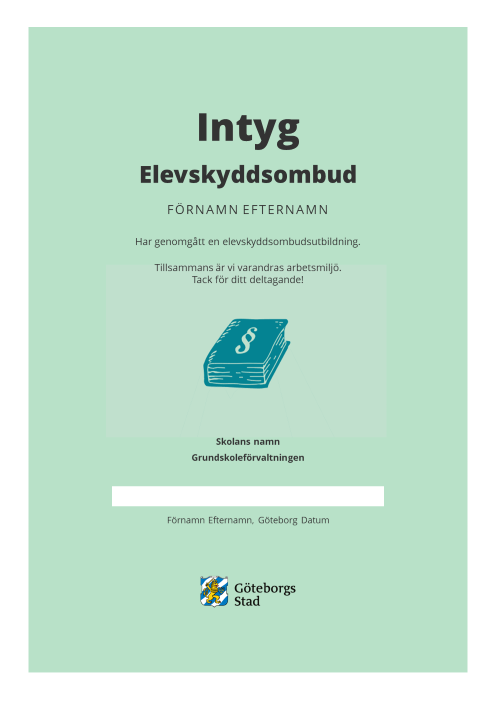 Intyg
Elevskyddsombud
FÖRNAMN EFTERNAMN
Har genomgått en elevskyddsombudsutbildning.
Tillsammans är vi varandras arbetsmiljö.
Tack för ditt deltagande!
§
Skolans namn
Grundskoleförvaltningen
Förnamn Efternamn, Göteborg Datum
Göteborgs
Stad